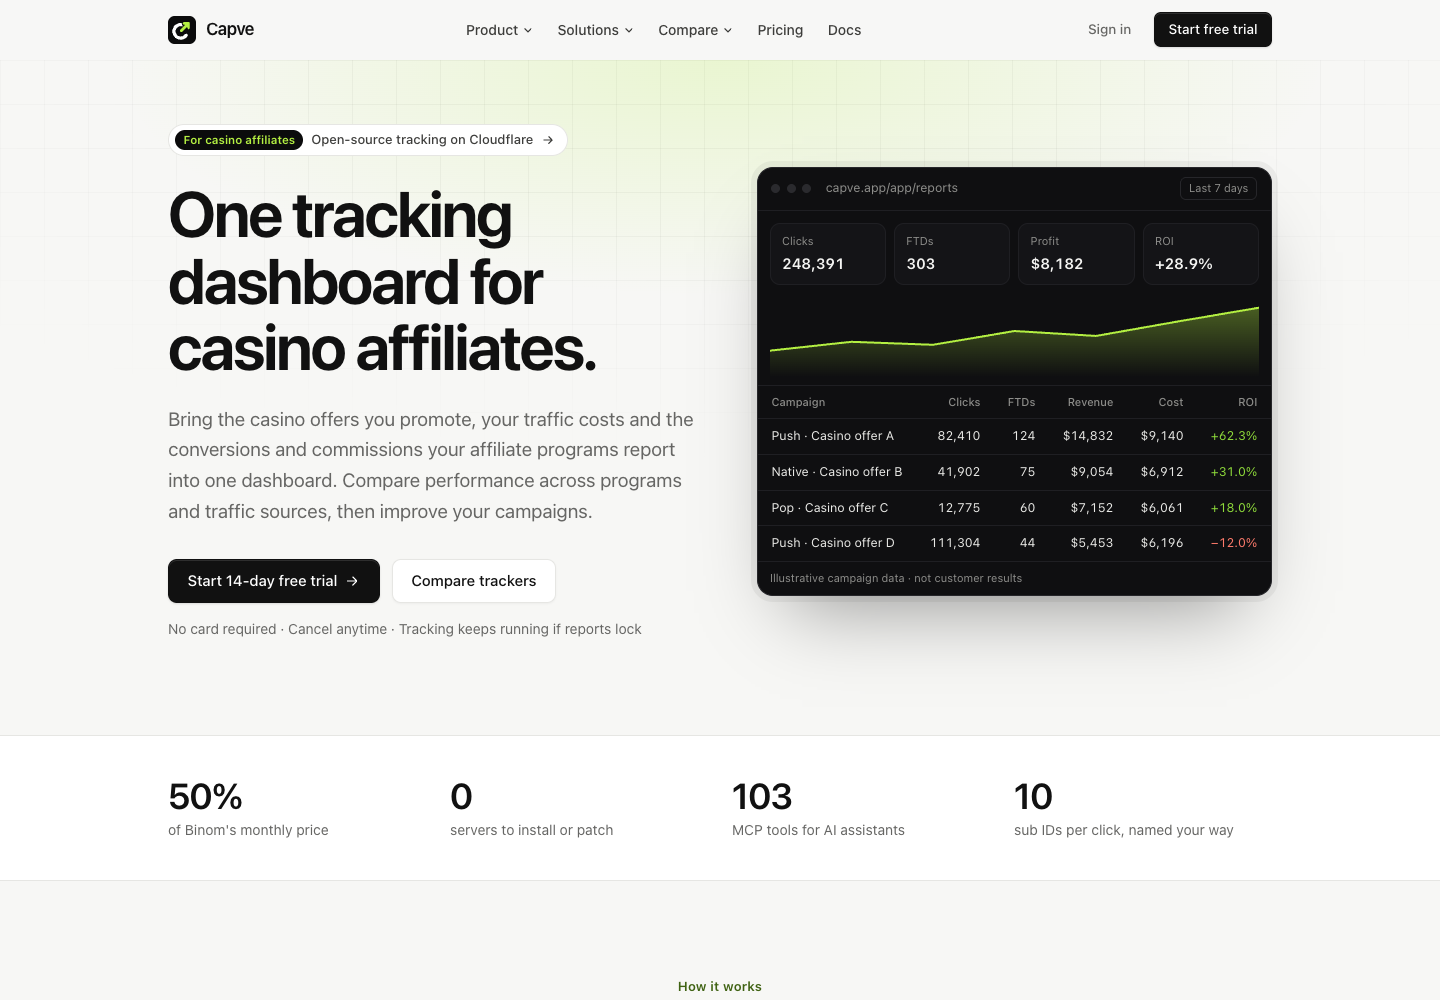 Capve
Product
Solutions
Compare
Pricing
Docs
Sign in
Start free trial
For casino affiliates Open-source tracking on Cloudflare →
One tracking
dashboard for
casino affiliates.
Bring the casino offers you promote, your traffic costs and the
conversions and commissions your affiliate programs report
into one dashboard. Compare performance across programs
and traffic sources, then improve your campaigns.
Start 14-day free trial →
Compare trackers
No card required · Cancel anytime · Tracking keeps running if reports lock
capve.app/app/reports
Last 7 days
Clicks
248,391
FTDs
303
Profit
$8,182
ROI
+28.9%
Campaign Clicks FTDs Revenue Cost ROI
Push · Casino offer A 82,410 124 $14,832 $9,140 +62.3%
Native · Casino offer B 41,902 75 $9,054 $6,912 +31.0%
Pop · Casino offer C 12,775 60 $7,152 $6,061 +18.0%
Push · Casino offer D 111,304 44 $5,453 $6,196 −12.0%
Illustrative campaign data · not customer results
50%
of Binom's monthly price
0
servers to install or patch
103
MCP tools for AI assistants
10
sub IDs per click, named your way
How it works